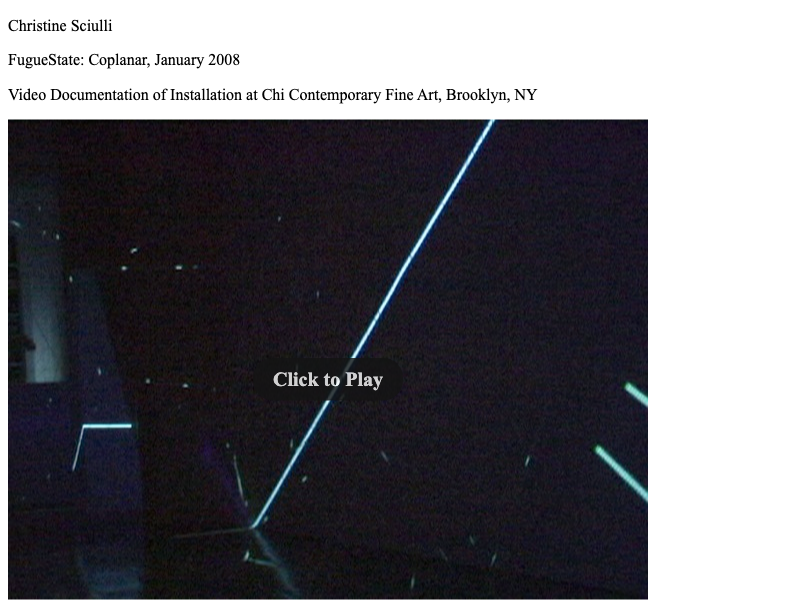 Christine Sciulli
FugueState: Coplanar, January 2008
Video Documentation of Installation at Chi Contemporary Fine Art, Brooklyn, NY
Click to Play